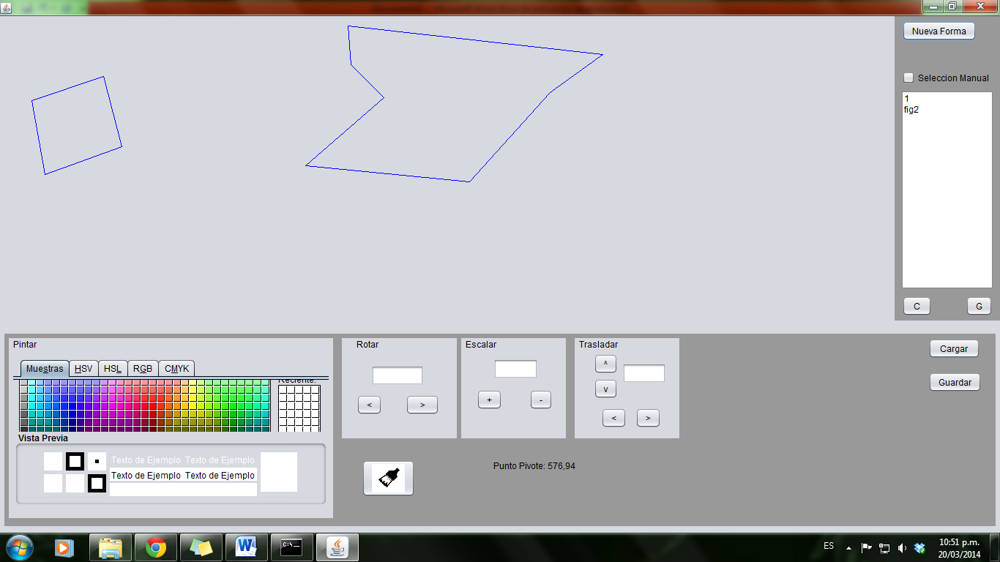 Nueva Forma
Seleccion Manual
1
fig2
C
G
Pintar
Muestras HSV HSL RGB CMYK
Reciente:
Vista Previa
Texto de Ejemplo Texto de Ejemplo
Texto de Ejemplo Texto de Ejemplo
Rotar
< >
Escalar
+ -
Trasladar
^
v
< >
Punto Pivote: 576,94
Cargar
Guardar
C:\_
W
ES
10:51 p.m.
20/03/2014